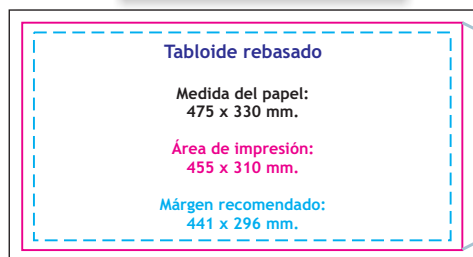 Tabloide rebasado
Medida del papel:
475 x 330 mm.
Área de impresión:
455 x 310 mm.
Márgen recomendado:
441 x 296 mm.